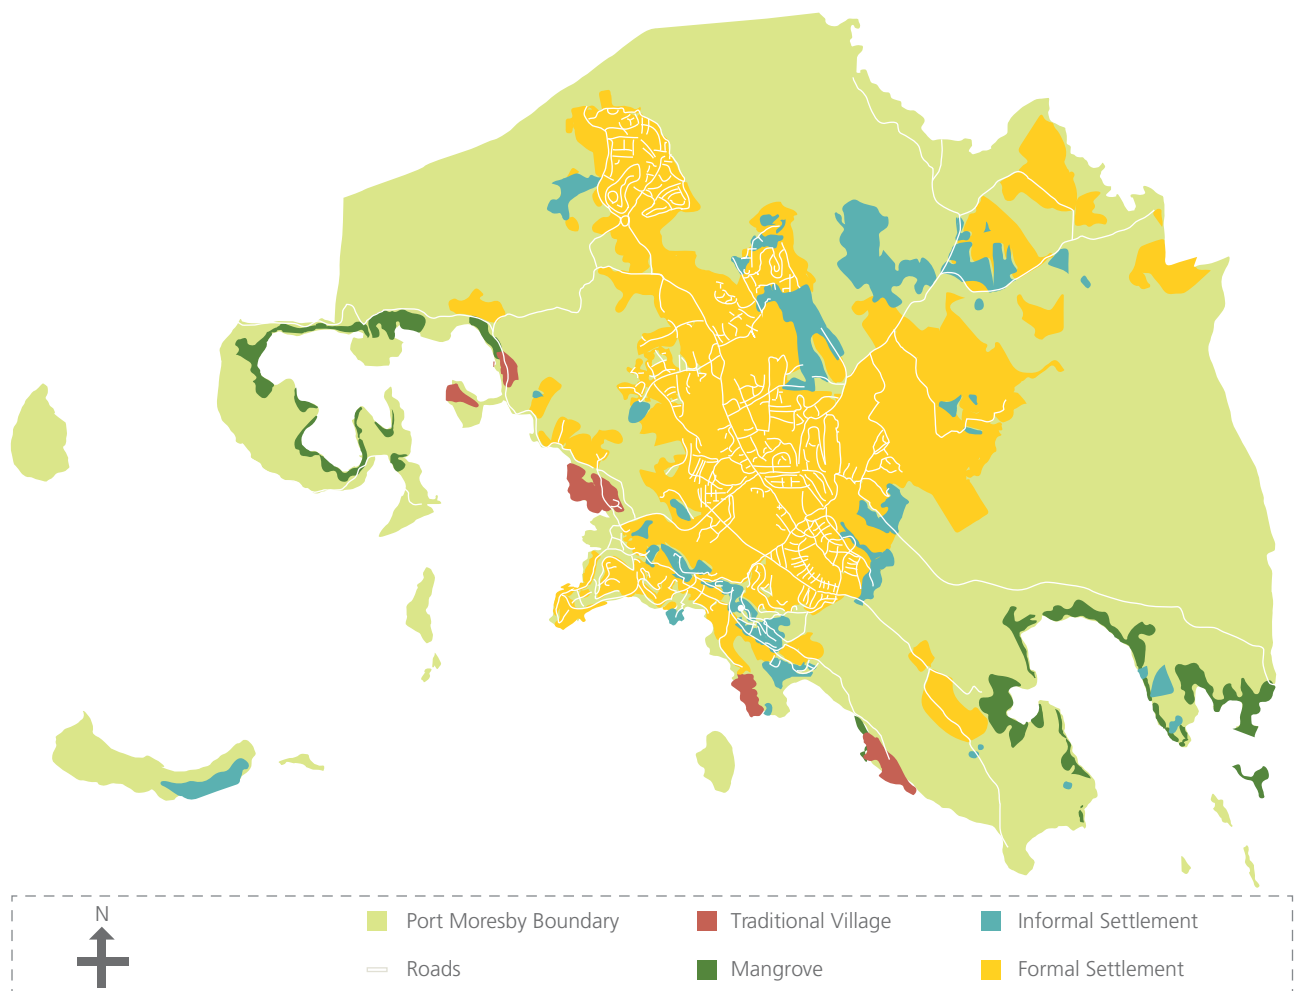 N
Port Moresby Boundary
Traditional Village
Informal Settlement
Roads
Mangrove
Formal Settlement